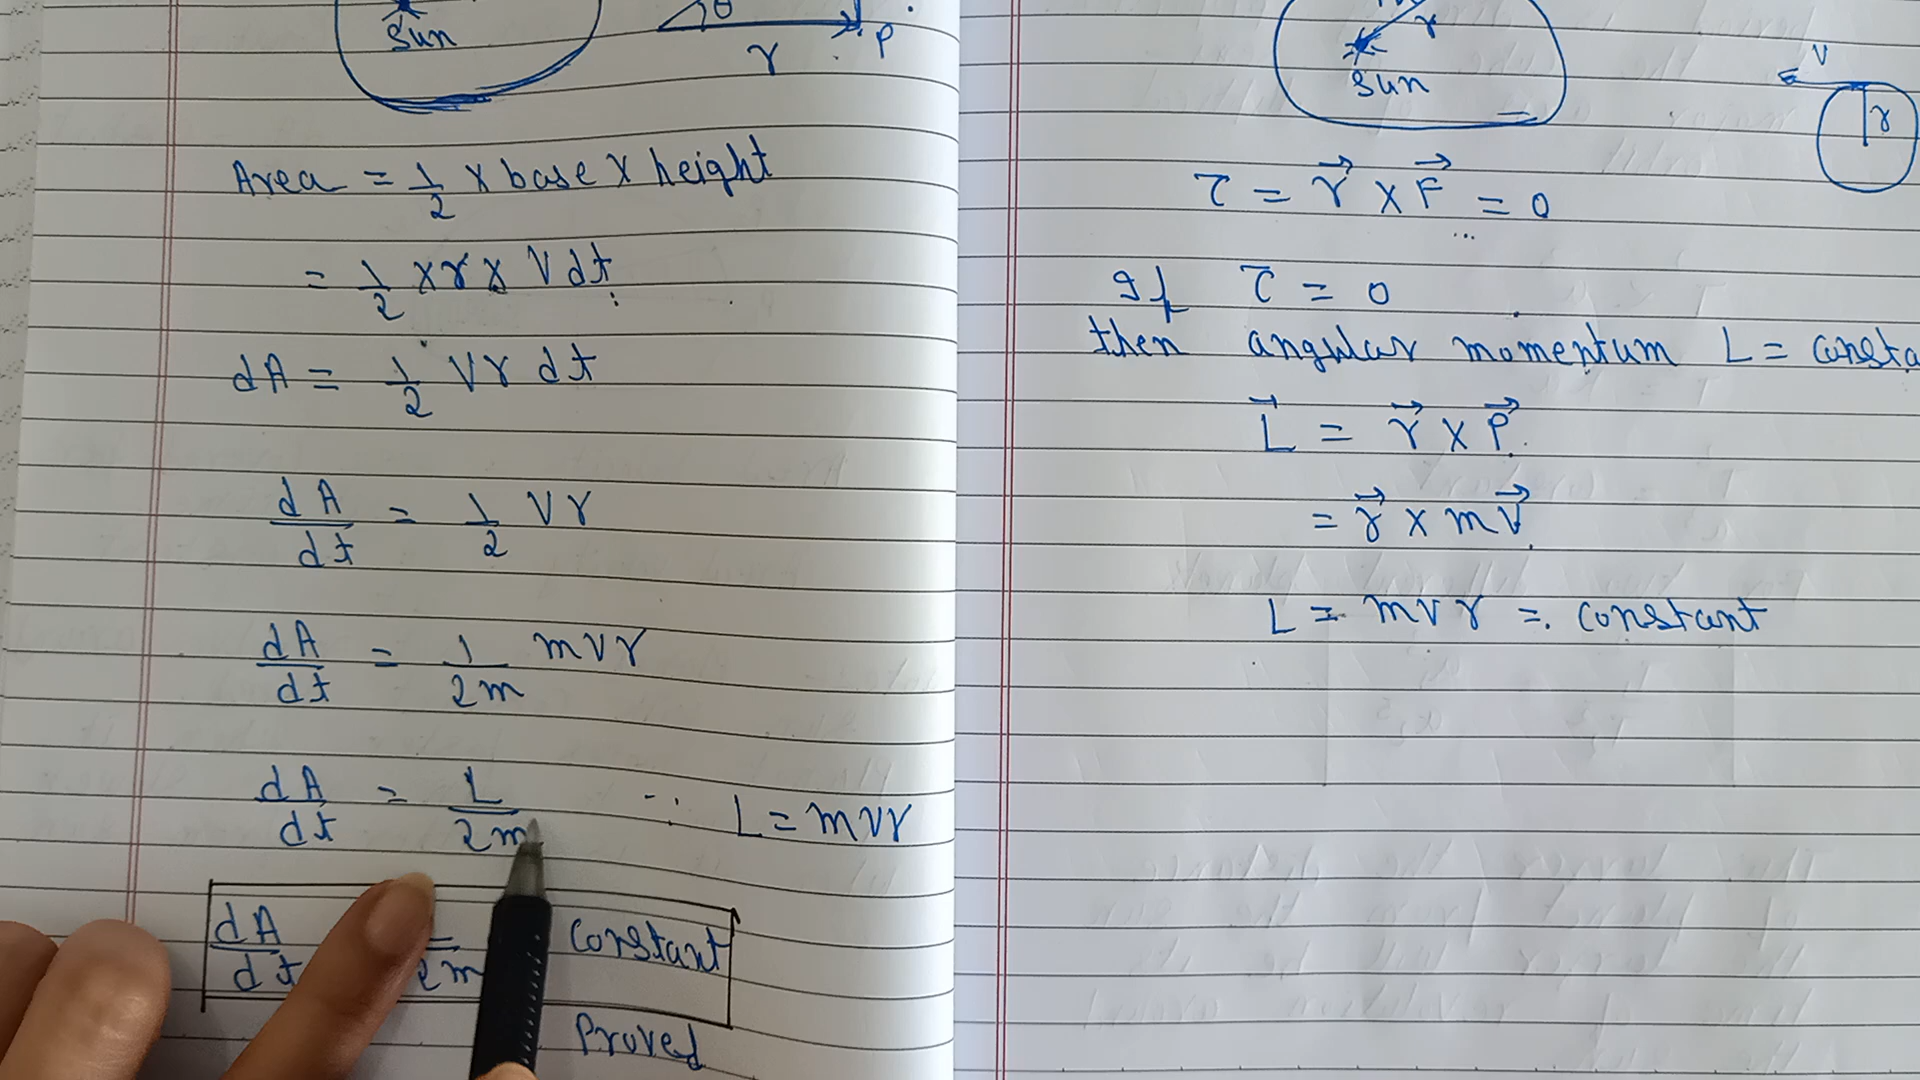 Sun
θ
r
P
Area = 1/2 × base × height
= 1/2 × r × V dt
dA = 1/2 Vr dt
dA/dt = 1/2 Vr
dA/dt = 1/2m mvr
dA/dt = L/2m ∵ L = mvr
dA/dt 2m = Constant
Proved
r
Sun
V
r
τ = r⃗ × F⃗ = 0
If τ = 0
then angular momentum L = consta
L⃗ = r⃗ × P⃗
= r⃗ × mV⃗
L = mvr = constant